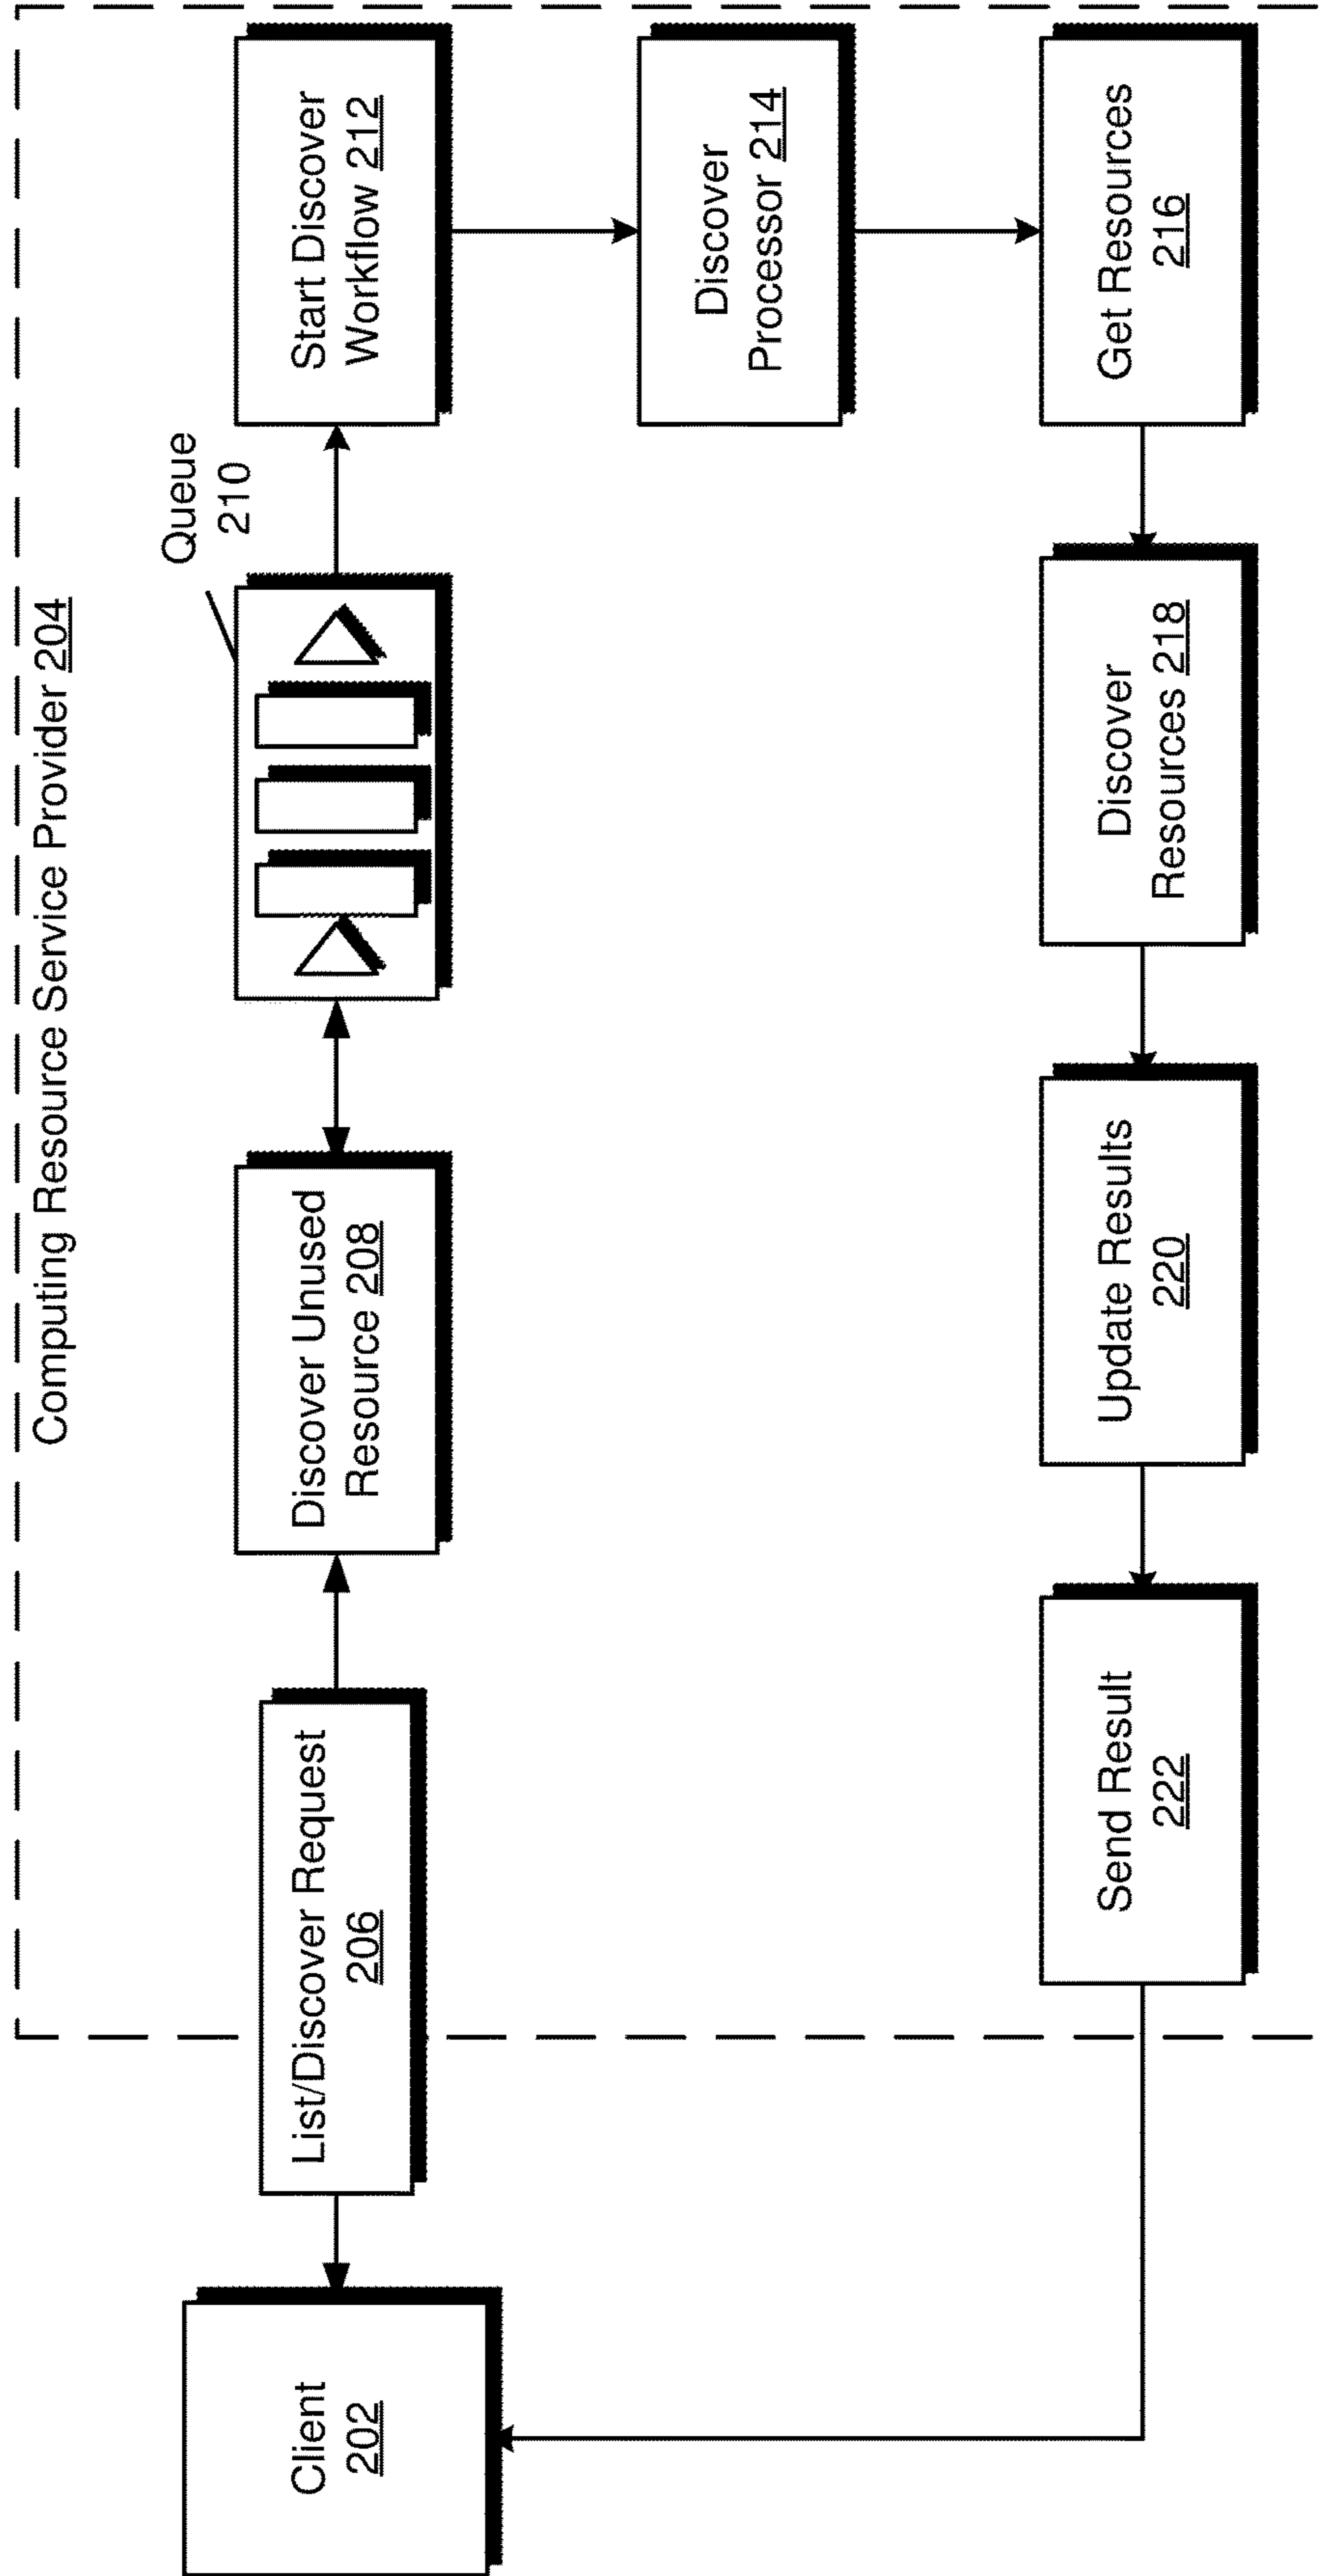 Computing Resource Service Provider 204
Client
202
List/Discover Request
206
Discover Unused
Resource 208
Queue
210
Start Discover
Workflow 212
Discover
Processor 214
Get Resources
216
Discover
Resources 218
Update Results
220
Send Result
222